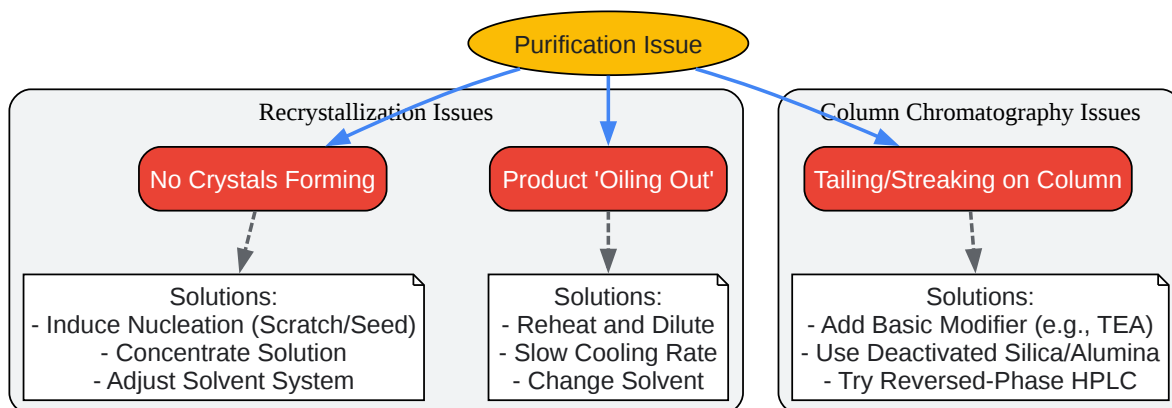 Purification Issue
Recrystallization Issues
Column Chromatography Issues
No Crystals Forming
Product 'Oiling Out'
Tailing/Streaking on Column
Solutions:
- Induce Nucleation (Scratch/Seed)
- Concentrate Solution
- Adjust Solvent System
Solutions:
- Reheat and Dilute
- Slow Cooling Rate
- Change Solvent
Solutions:
- Add Basic Modifier (e.g., TEA)
- Use Deactivated Silica/Alumina
- Try Reversed-Phase HPLC